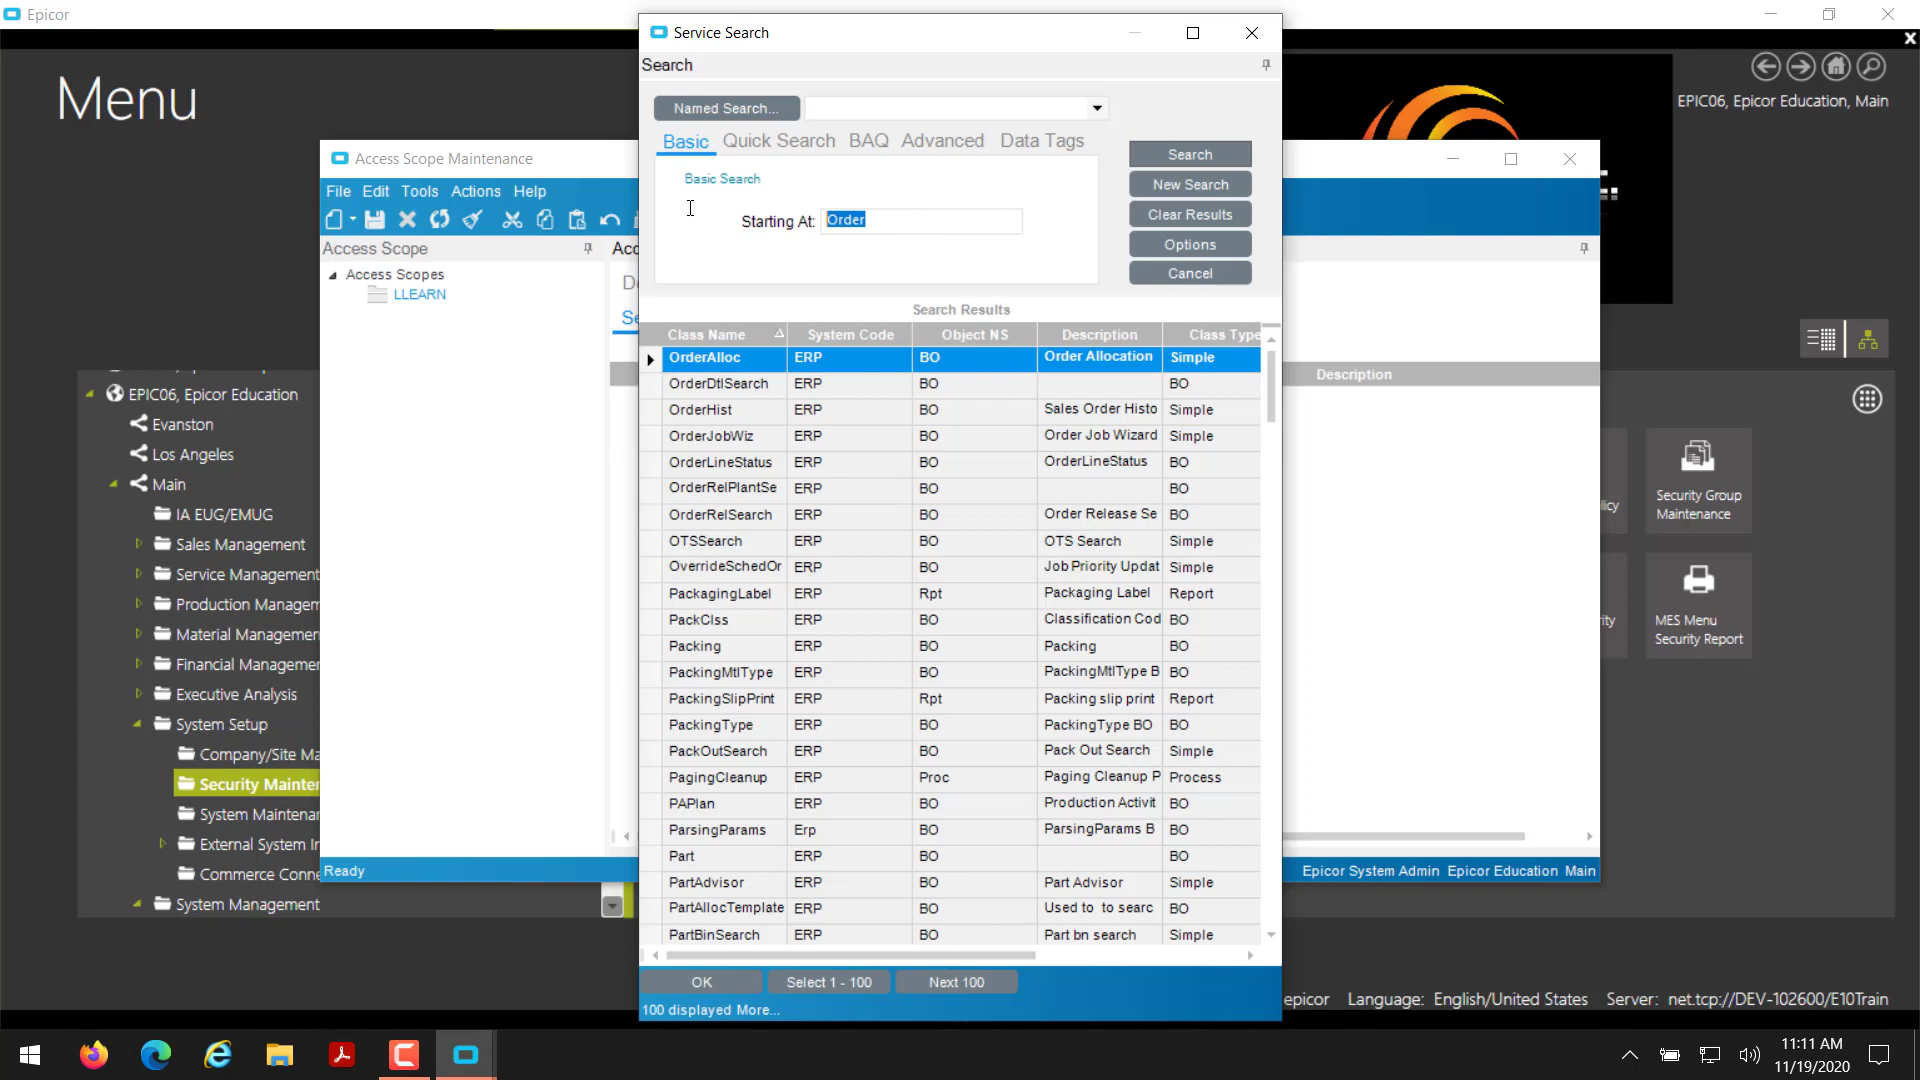 Epicor
Menu
EPIC06, Epicor Education, Main
Service Search
Search
Named Search...
Basic Quick Search BAQ Advanced Data Tags
Basic Search
Starting At: Order
Search
New Search
Clear Results
Options
Cancel
Access Scope Maintenance
File Edit Tools Actions Help
Access Scope
Access Scopes
LLEARN
Search Results
Class Name System Code Object NS Description Class Type
OrderAlloc ERP BO Order Allocation Simple
OrderDtlSearch ERP BO BO
OrderHist ERP BO Sales Order Histo Simple
OrderJobWiz ERP BO Order Job Wizard Simple
OrderLineStatus ERP BO OrderLineStatus BO
OrderRelPlantSe ERP BO BO
OrderRelSearch ERP BO Order Release Se BO
OTSSearch ERP BO OTS Search Simple
OverrideSchedOr ERP BO Job Priority Updat Simple
PackagingLabel ERP Rpt Packaging Label Report
PackClss ERP BO Classification Cod BO
Packing ERP BO Packing BO
PackingMtlType ERP BO PackingMtlType B BO
PackingSlipPrint ERP Rpt Packing slip print Report
PackingType ERP BO PackingType BO BO
PackOutSearch ERP BO Pack Out Search Simple
PagingCleanup ERP Proc Paging Cleanup P Process
PAPlan ERP BO Production Activit BO
ParsingParams Erp BO ParsingParams B BO
Part ERP BO BO
PartAdvisor ERP BO Part Advisor Simple
PartAllocTemplate ERP BO Used to to searc BO
PartBinSearch ERP BO Part bn search Simple
OK Select 1 - 100 Next 100
100 displayed More...
Description
EPIC06, Epicor Education
Evanston
Los Angeles
Main
IA EUG/EMUG
Sales Management
Service Management
Production Managem
Material Managemen
Financial Manageme
Executive Analysis
System Setup
Company/Site Ma
Security Mainte
System Maintena
External System I
Commerce Conne
System Management
Ready
Epicor System Admin Epicor Education Main
Security Group
Maintenance
MES Menu
Security Report
epicor Language: English/United States Server: net.tcp://DEV-102600/E10Train
11:11 AM
11/19/2020